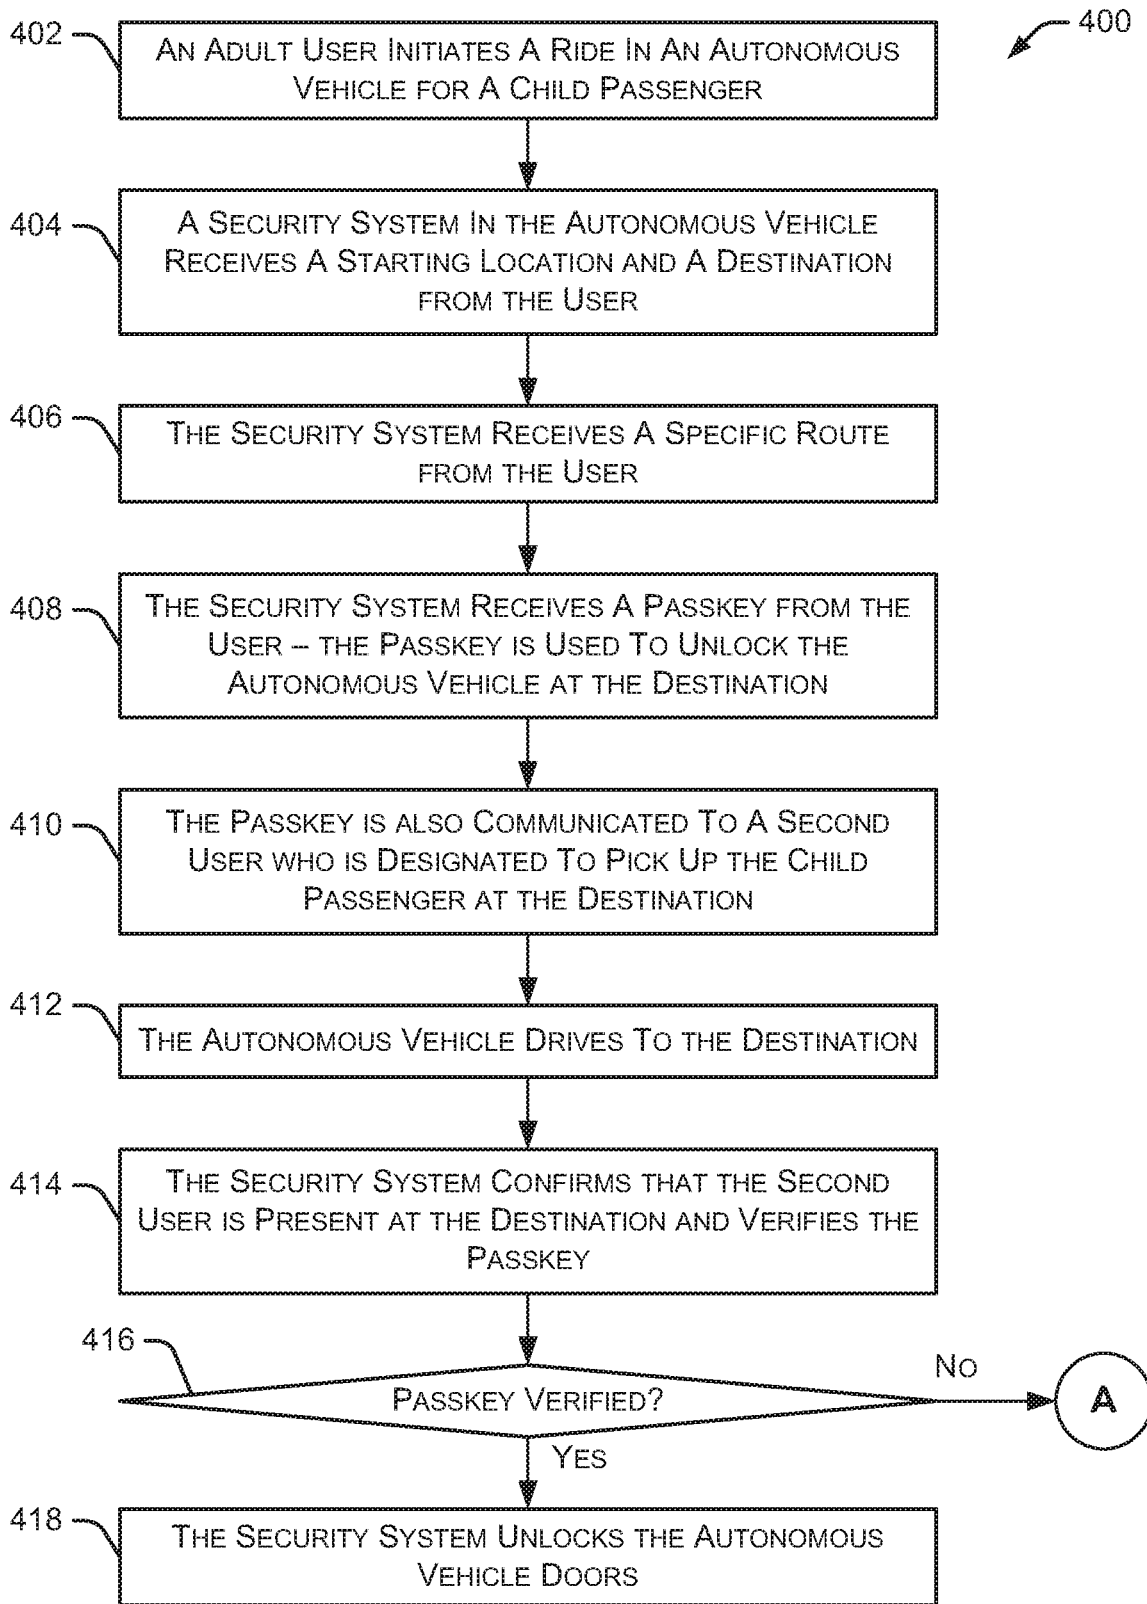 400
402
AN ADULT USER INITIATES A RIDE IN AN AUTONOMOUS
VEHICLE FOR A CHILD PASSENGER
404
A SECURITY SYSTEM IN THE AUTONOMOUS VEHICLE
RECEIVES A STARTING LOCATION AND A DESTINATION
FROM THE USER
406
THE SECURITY SYSTEM RECEIVES A SPECIFIC ROUTE
FROM THE USER
408
THE SECURITY SYSTEM RECEIVES A PASSKEY FROM THE
USER – THE PASSKEY IS USED TO UNLOCK THE
AUTONOMOUS VEHICLE AT THE DESTINATION
410
THE PASSKEY IS ALSO COMMUNICATED TO A SECOND
USER WHO IS DESIGNATED TO PICK UP THE CHILD
PASSENGER AT THE DESTINATION
412
THE AUTONOMOUS VEHICLE DRIVES TO THE DESTINATION
414
THE SECURITY SYSTEM CONFIRMS THAT THE SECOND
USER IS PRESENT AT THE DESTINATION AND VERIFIES THE
PASSKEY
416
PASSKEY VERIFIED?
NO
A
YES
418
THE SECURITY SYSTEM UNLOCKS THE AUTONOMOUS
VEHICLE DOORS